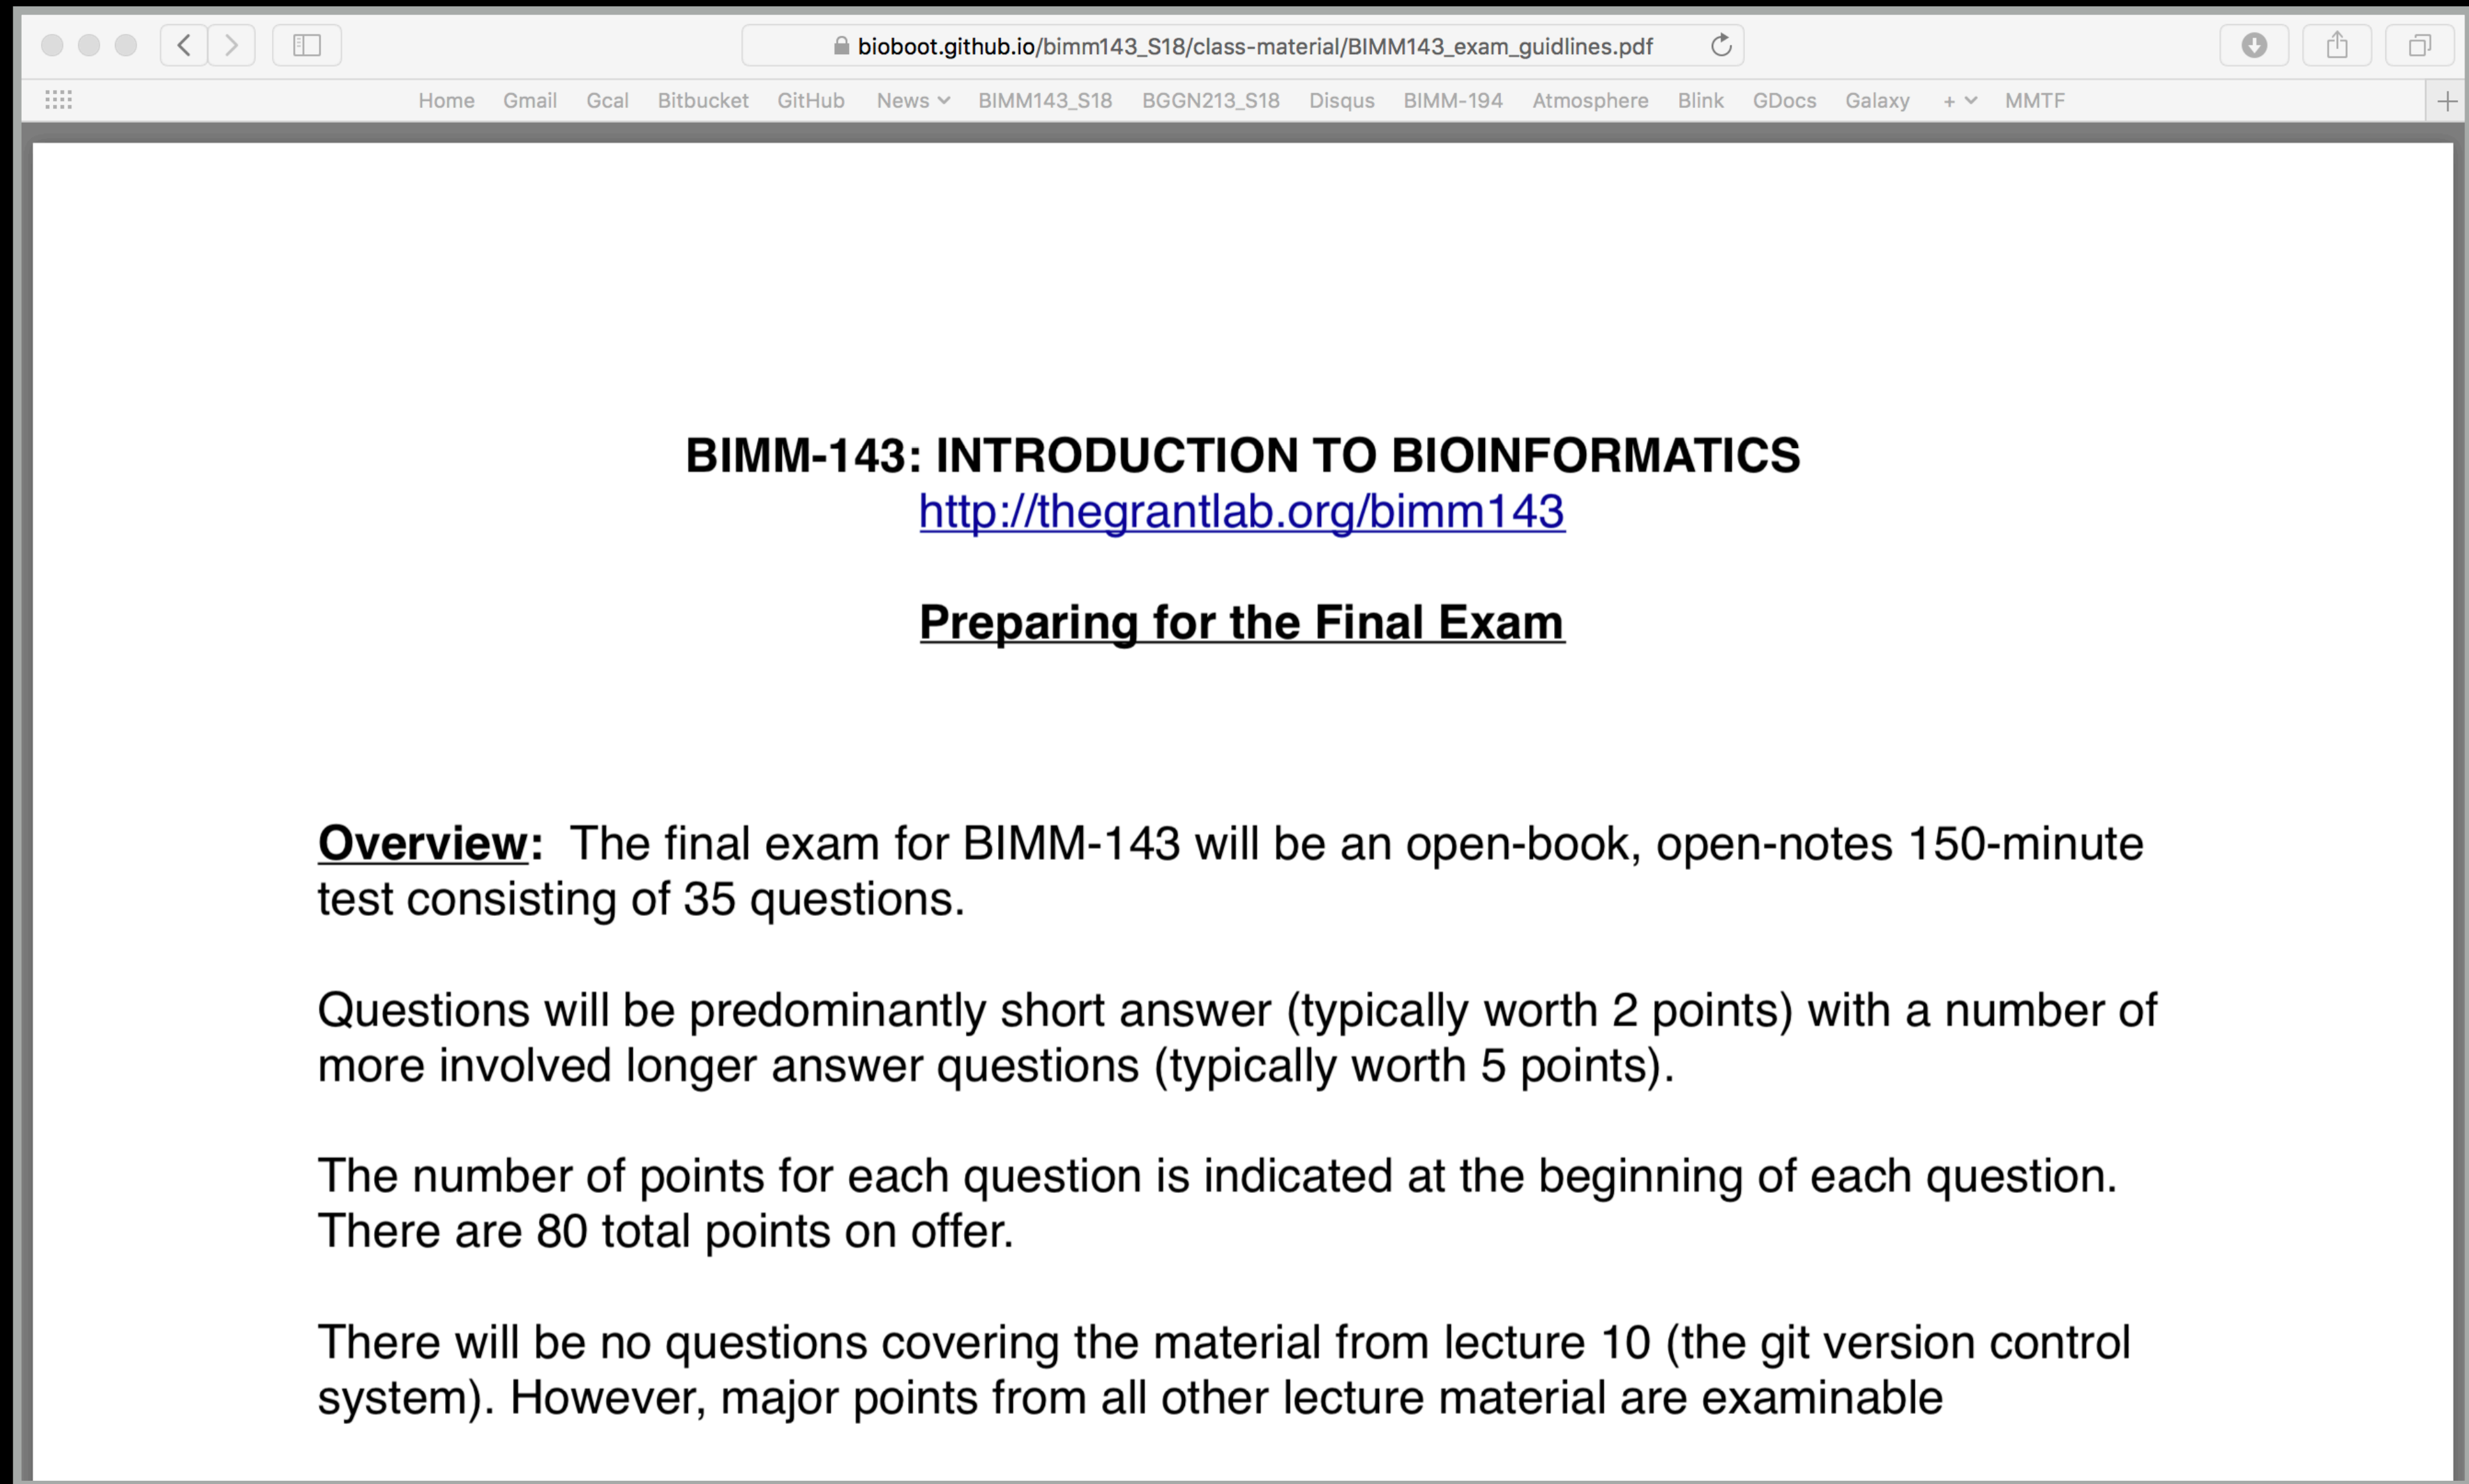 bioboot.github.io/bimm143_S18/class-material/BIMM143_exam_guidlines.pdf
Home Gmail Gcal Bitbucket GitHub News BIMM143_S18 BGGN213_S18 Disqus BIMM-194 Atmosphere Blink GDocs Galaxy + MMTF
BIMM-143: INTRODUCTION TO BIOINFORMATICS
http://thegrantlab.org/bimm143
Preparing for the Final Exam
Overview: The final exam for BIMM-143 will be an open-book, open-notes 150-minute
test consisting of 35 questions.
Questions will be predominantly short answer (typically worth 2 points) with a number of
more involved longer answer questions (typically worth 5 points).
The number of points for each question is indicated at the beginning of each question.
There are 80 total points on offer.
There will be no questions covering the material from lecture 10 (the git version control
system). However, major points from all other lecture material are examinable